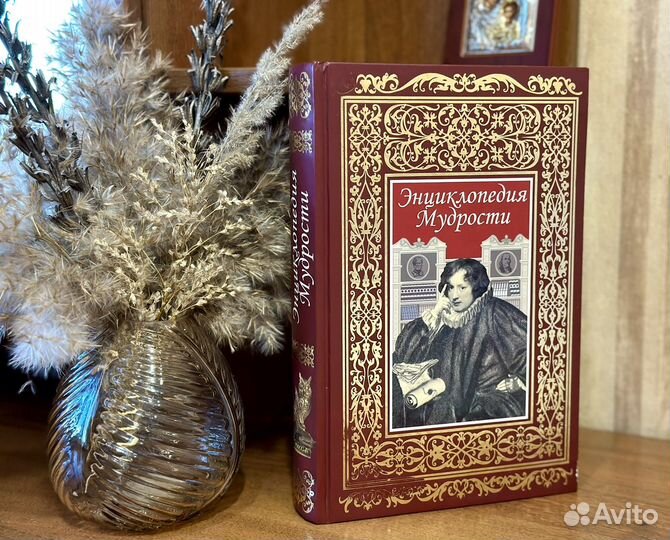 Энциклопедия
Мудрости
Энциклопедия
Мудрости
Avito